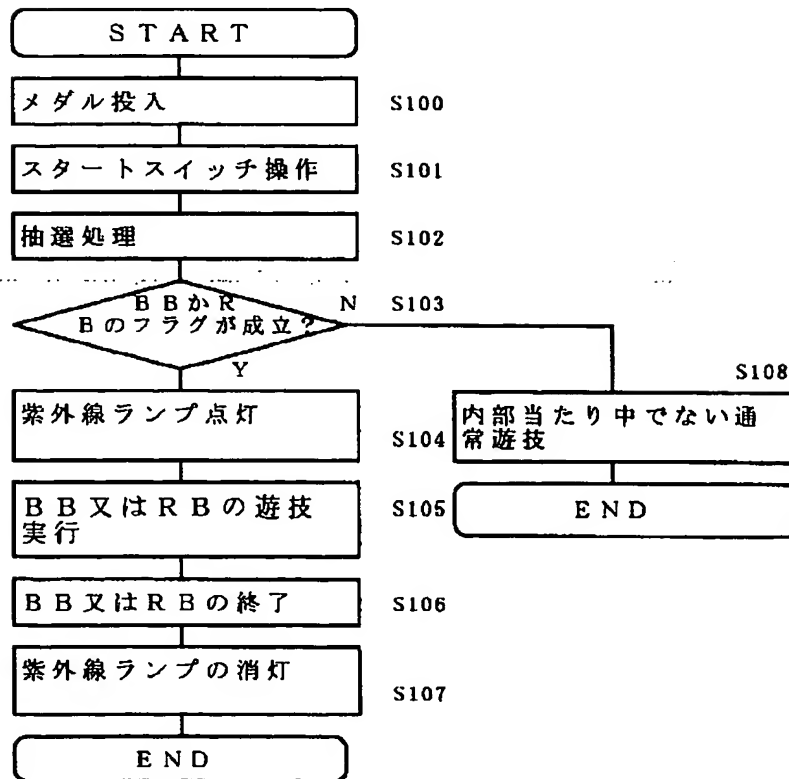 START
メダル投入
S100
スタートスイッチ操作
S101
抽選処理
S102
BBかR
Bのフラグが成立?
N
S103
Y
紫外線ランプ点灯
S104
BB又はRBの遊技
実行
S105
BB又はRBの終了
S106
紫外線ランプの消灯
S107
END
S108
内部当たり中でない通
常遊技
END